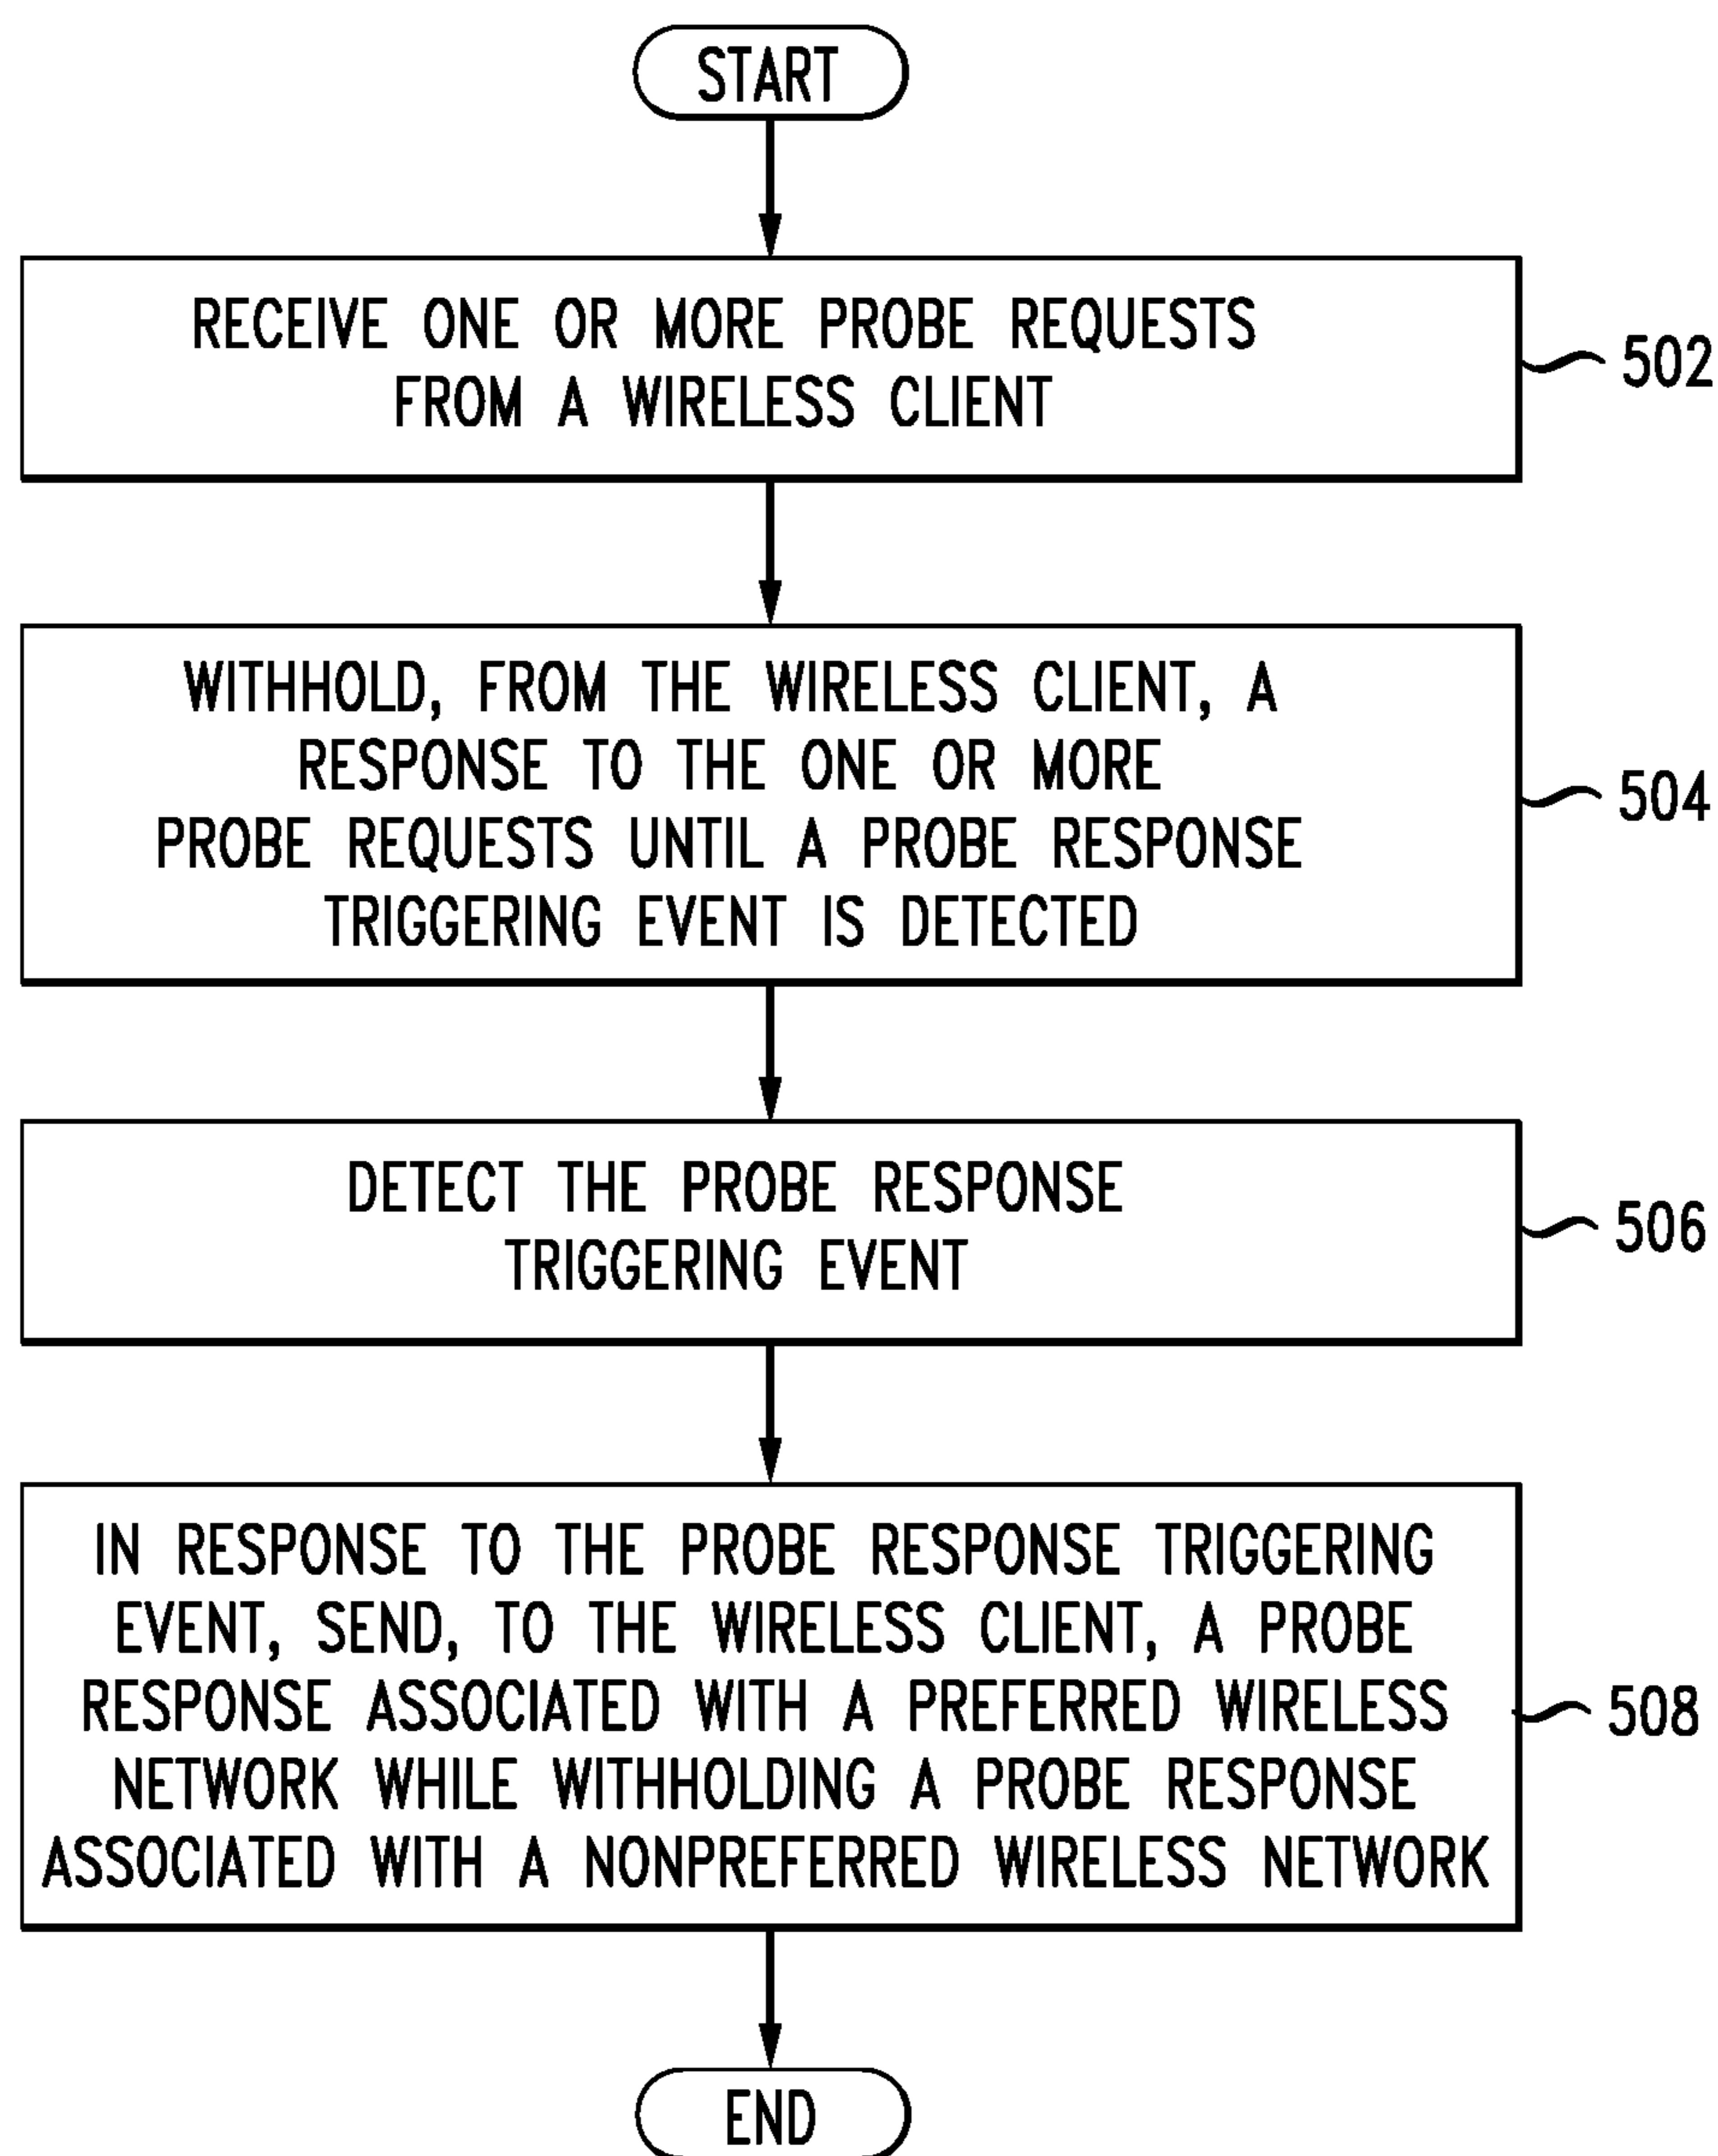 START
RECEIVE ONE OR MORE PROBE REQUESTS
FROM A WIRELESS CLIENT
502
WITHHOLD, FROM THE WIRELESS CLIENT, A
RESPONSE TO THE ONE OR MORE
PROBE REQUESTS UNTIL A PROBE RESPONSE
TRIGGERING EVENT IS DETECTED
504
DETECT THE PROBE RESPONSE
TRIGGERING EVENT
506
IN RESPONSE TO THE PROBE RESPONSE TRIGGERING
EVENT, SEND, TO THE WIRELESS CLIENT, A PROBE
RESPONSE ASSOCIATED WITH A PREFERRED WIRELESS
NETWORK WHILE WITHHOLDING A PROBE RESPONSE
ASSOCIATED WITH A NONPREFERRED WIRELESS NETWORK
508
END